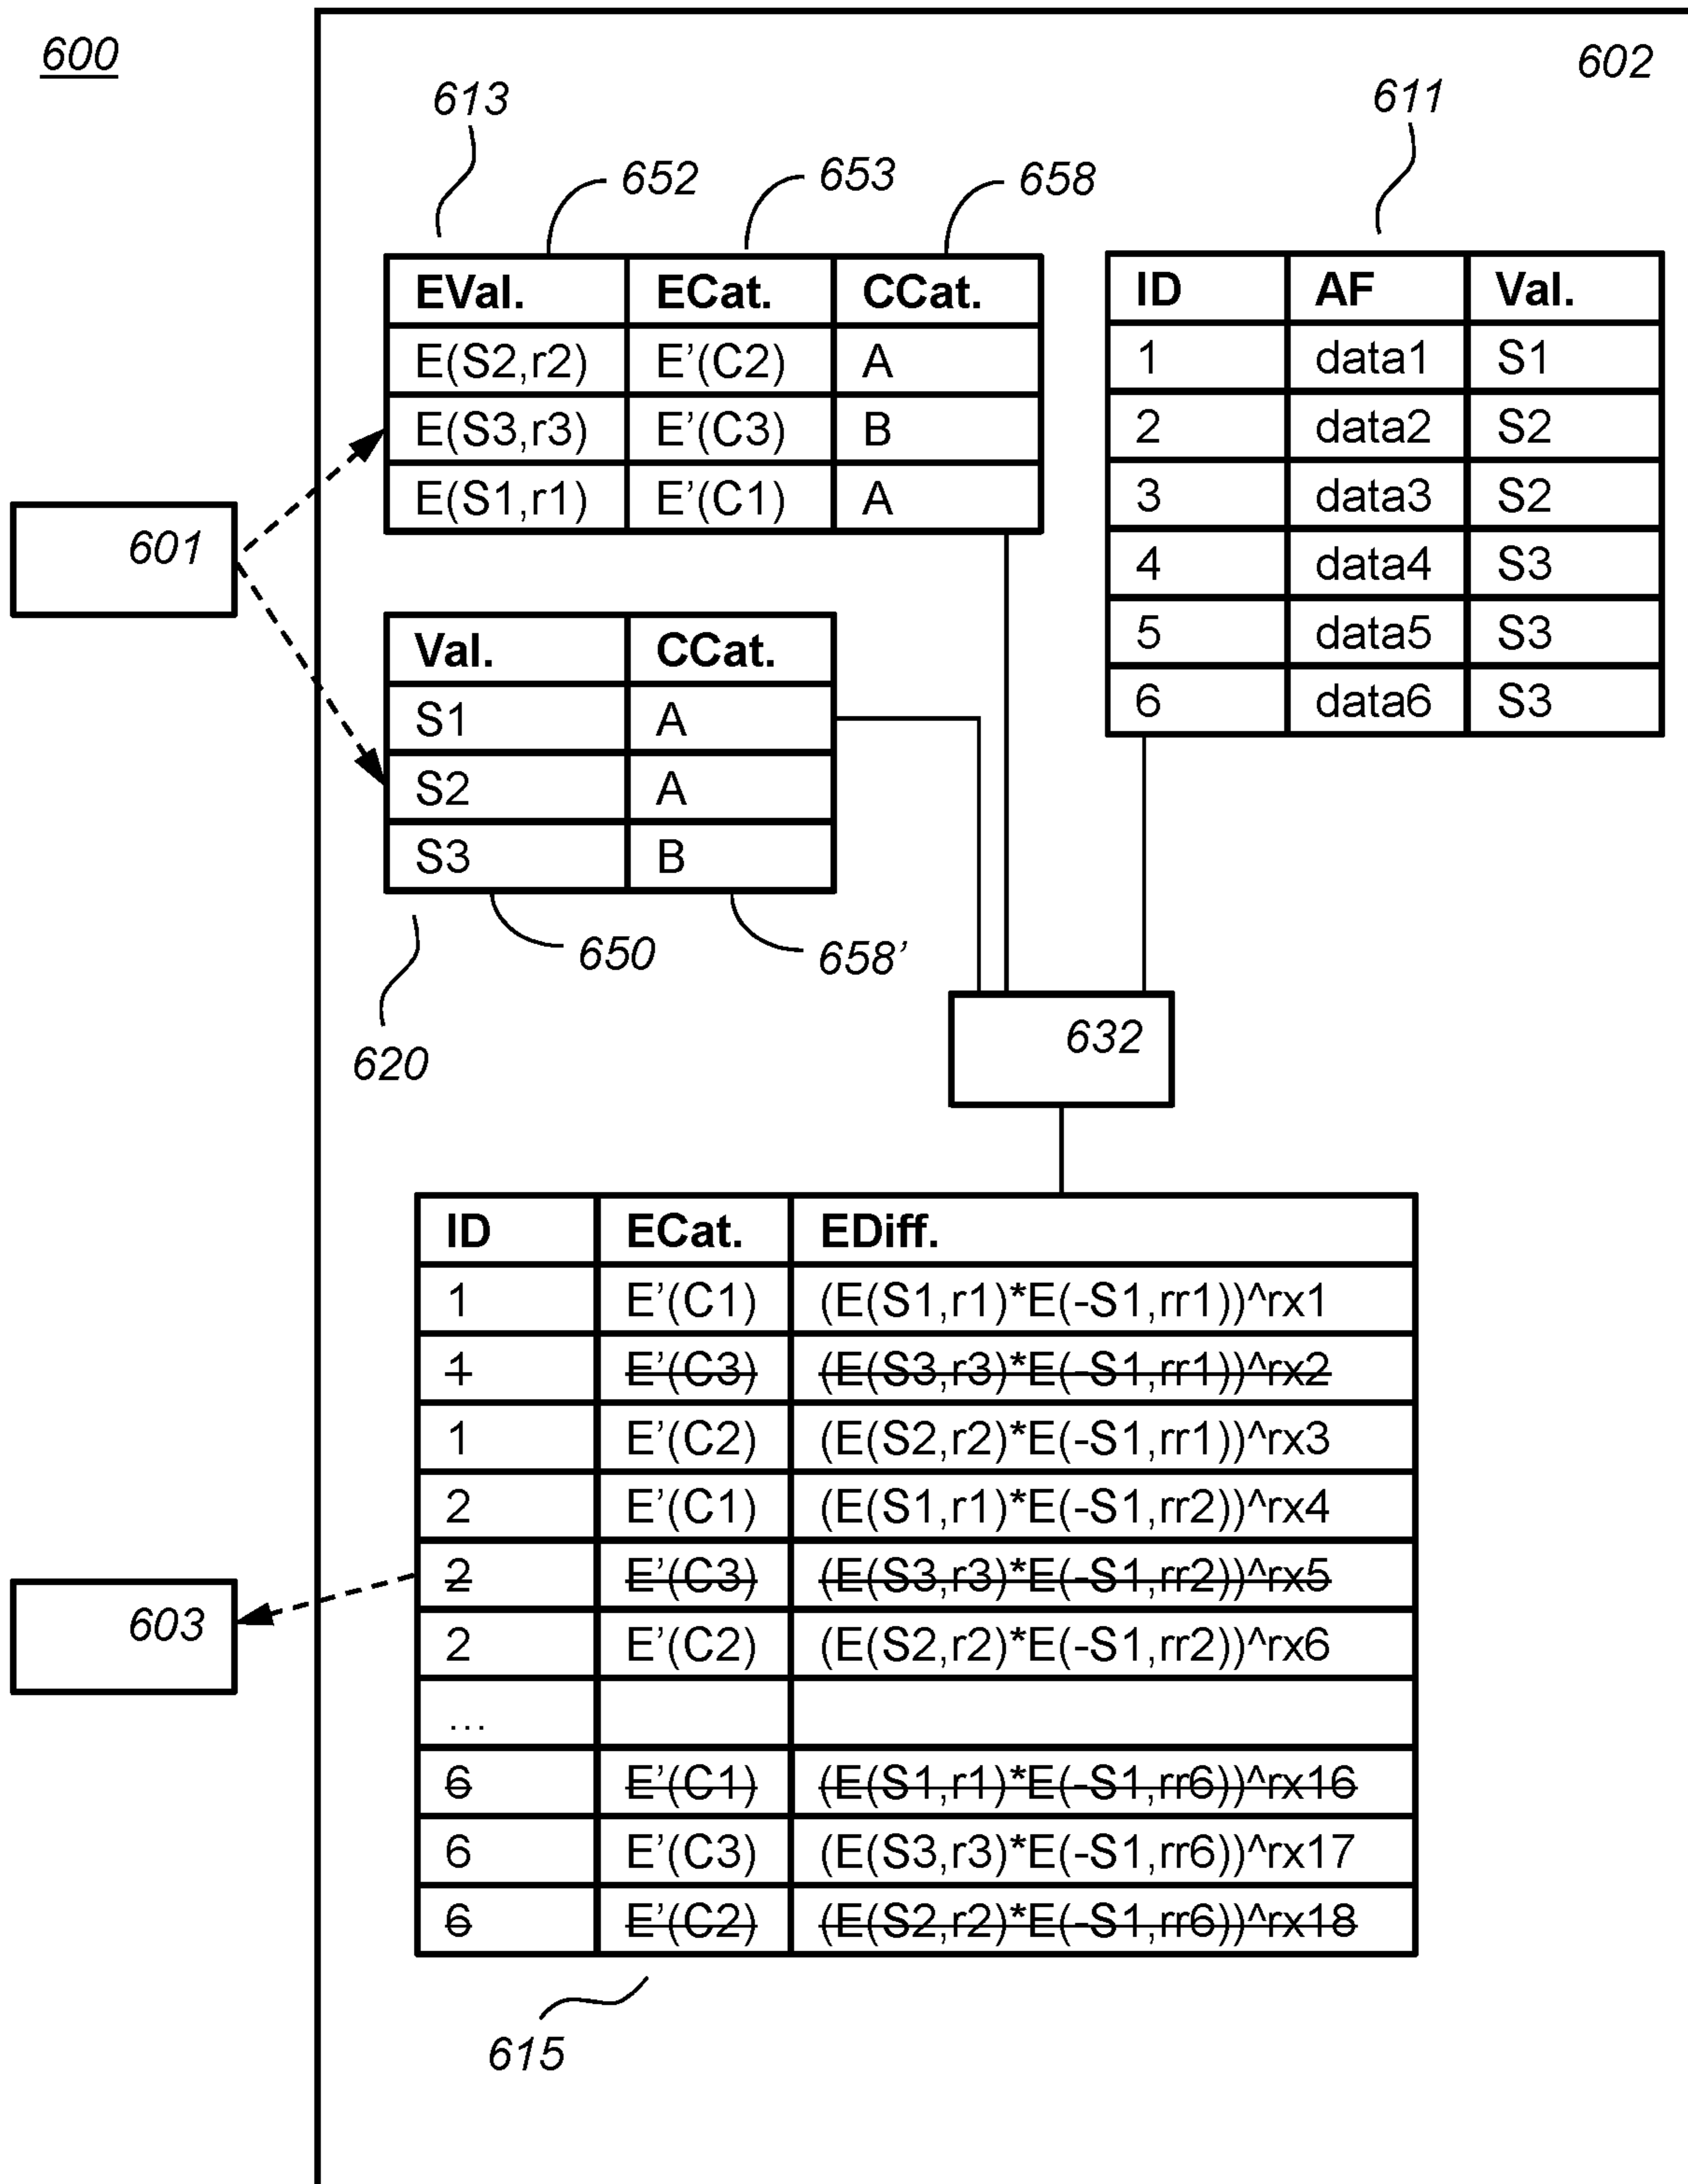 600
602
613
611
652
653
658
EVal. ECat. CCat.
E(S2,r2) E’(C2) A
E(S3,r3) E’(C3) B
E(S1,r1) E’(C1) A
ID AF Val.
1 data1 S1
2 data2 S2
3 data3 S2
4 data4 S3
5 data5 S3
6 data6 S3
601
Val. CCat.
S1 A
S2 A
S3 B
650
658’
620
632
ID ECat. EDiff.
1 E’(C1) (E(S1,r1)*E(-S1,rr1))^rx1
1 E’(C3) (E(S3,r3)*E(-S1,rr1))^rx2
1 E’(C2) (E(S2,r2)*E(-S1,rr1))^rx3
2 E’(C1) (E(S1,r1)*E(-S1,rr2))^rx4
2 E’(C3) (E(S3,r3)*E(-S1,rr2))^rx5
2 E’(C2) (E(S2,r2)*E(-S1,rr2))^rx6
...
6 E’(C1) (E(S1,r1)*E(-S1,rr6))^rx16
6 E’(C3) (E(S3,r3)*E(-S1,rr6))^rx17
6 E’(C2) (E(S2,r2)*E(-S1,rr6))^rx18
603
615